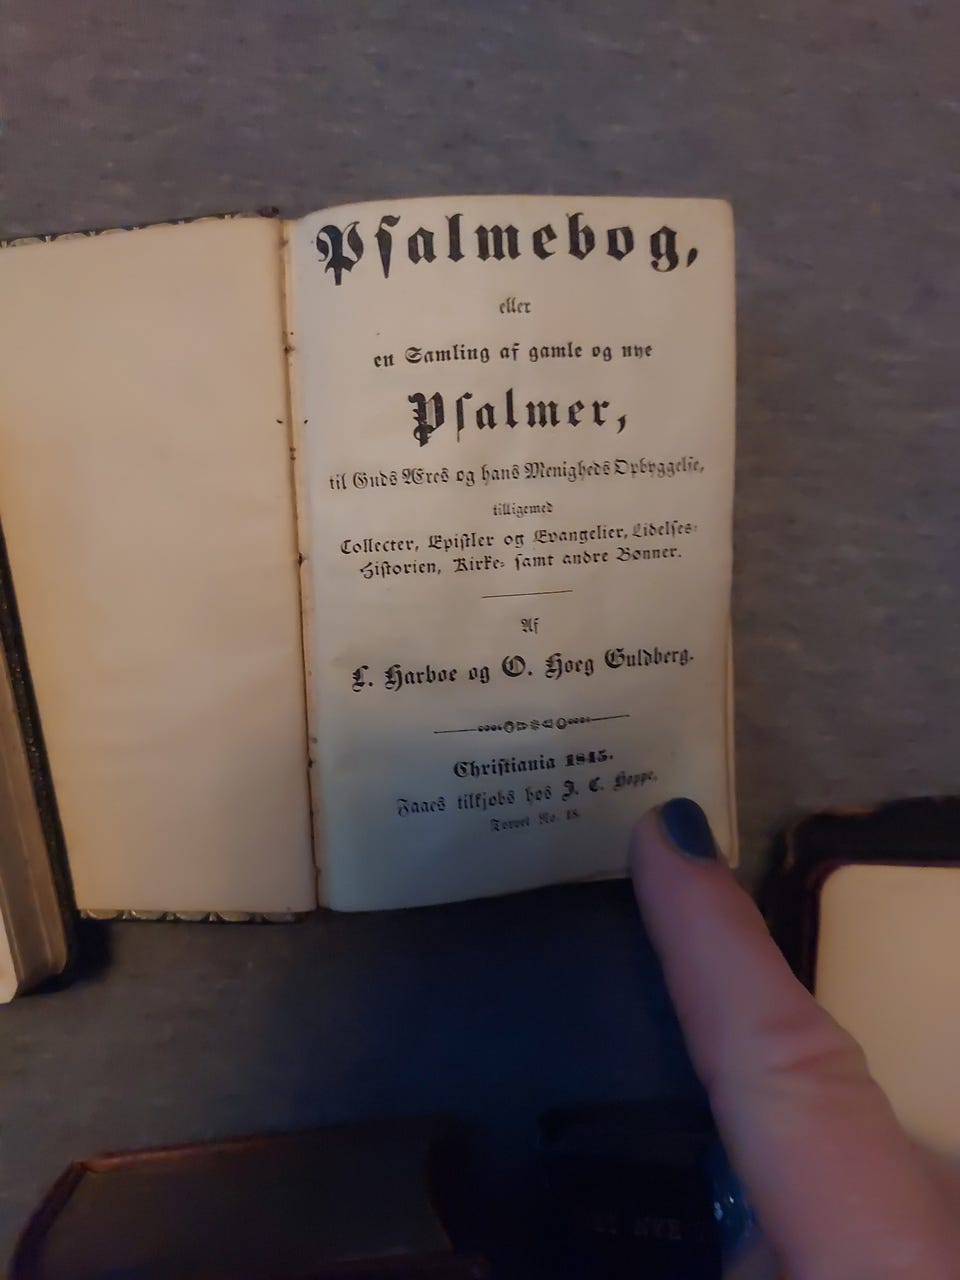 Psalmebog,
eller
en Samling af gamle og nye
Psalmer,
til Guds Æres og hans Menigheds Opbyggelse,
tilligemed
Collecter, Epistler og Evangelier, Lidelses-
Historien, Kirke- samt andre Bønner.
Af
L. Harboe og O. Høeg Guldberg.
Christiania 1845.
Faaes tilkjøbs hos J. C. Hoppe,
Torvet No. 18.